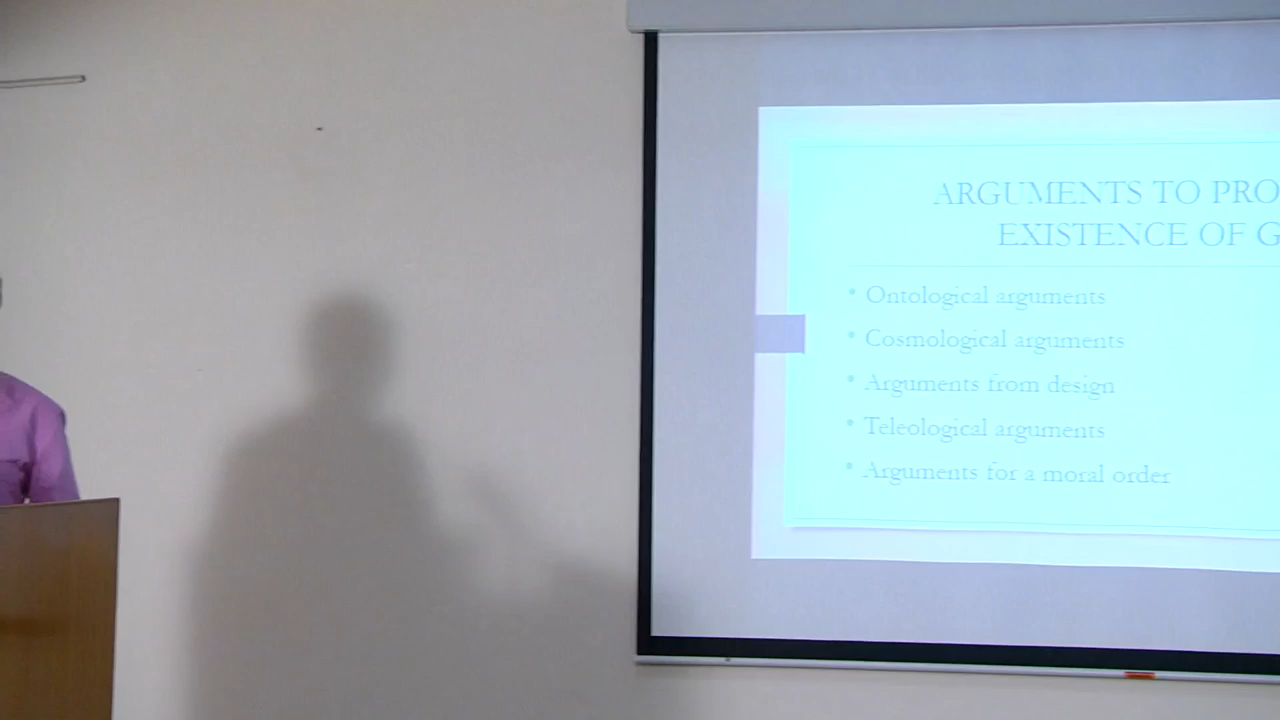 ARGUMENTS TO PRO
EXISTENCE OF G
• Ontological arguments
• Cosmological arguments
• Arguments from design
• Teleological arguments
• Arguments for a moral order